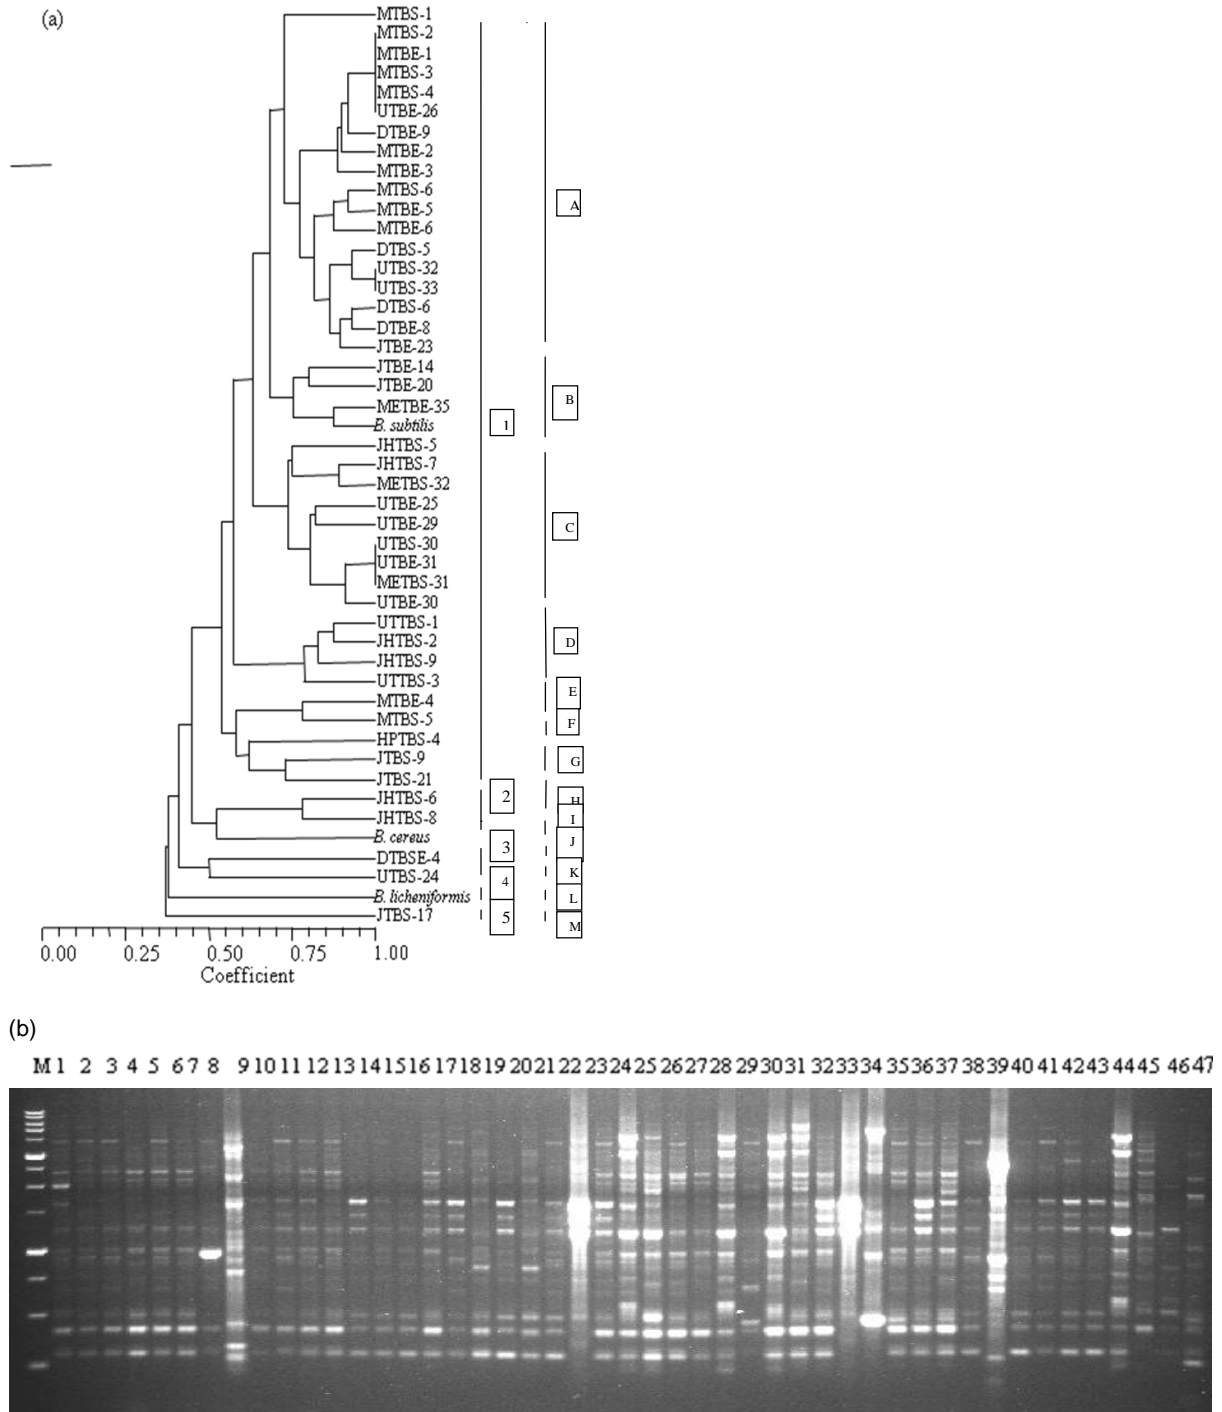 (a)
MTBS-1
MTBS-2
MTBE-1
MTBS-3
MTBS-4
UTBE-26
DTBE-9
MTBE-2
MTBE-3
MTBS-6
MTBE-5
MTBE-6
DTBS-5
UTBS-32
UTBS-33
DTBS-6
DTBE-8
JTBE-23
JTBE-14
JTBE-20
METBE-35
B. subtilis
JHTBS-5
JHTBS-7
METBS-32
UTBE-25
UTBE-29
UTBS-30
UTBE-31
METBS-31
UTBE-30
UTTBS-1
JHTBS-2
JHTBS-9
UTTBS-3
MTBE-4
MTBS-5
HPTBS-4
JTBS-9
JTBS-21
JHTBS-6
JHTBS-8
B. cereus
DTBSE-4
UTBS-24
B. licheniformis
JTBS-17
1
2
3
4
5
A
B
C
D
E
F
G
H
I
J
K
L
M
0.00 0.25 0.50 0.75 1.00
Coefficient
(b)
M 1 2 3 4 5 6 7 8 9 10 11 12 13 14 15 16 17 18 19 20 21 22 23 24 25 26 27 28 29 30 31 32 33 34 35 36 37 38 39 40 41 42 43 44 45 46 47